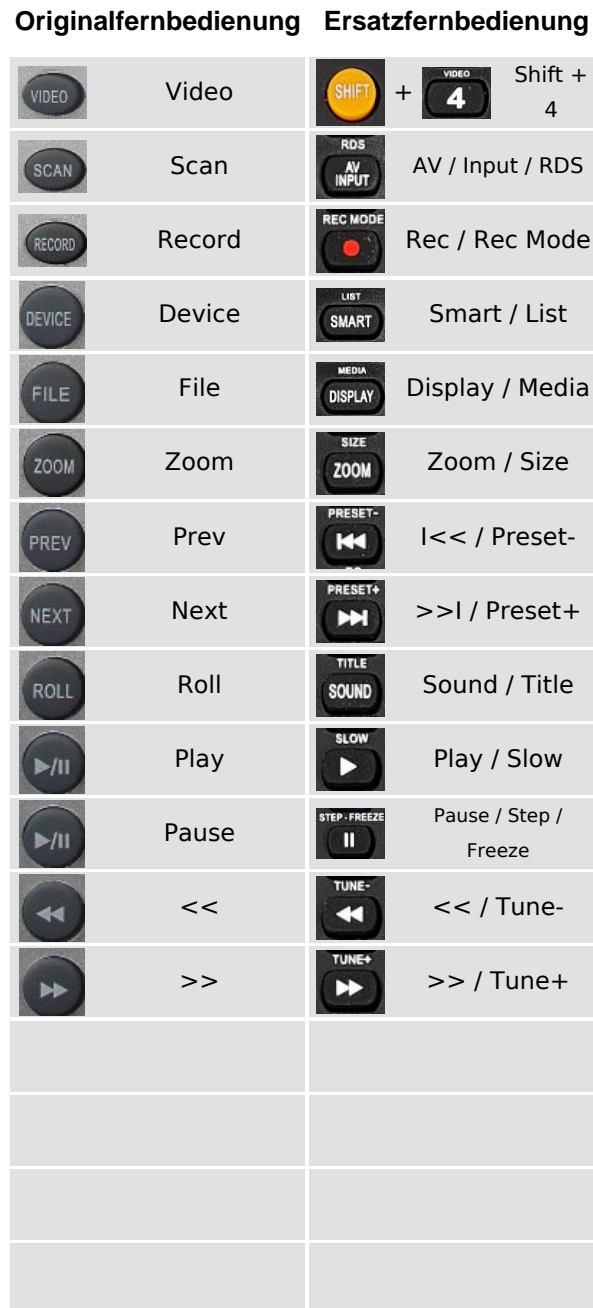 Originalfernbedienung Ersatzfernbedienung
VIDEO Video SHIFT + VIDEO 4 Shift + 4
SCAN Scan RDS AV INPUT AV / Input / RDS
RECORD Record REC MODE Rec / Rec Mode
DEVICE Device LIST SMART Smart / List
FILE File MEDIA DISPLAY Display / Media
ZOOM Zoom SIZE ZOOM Zoom / Size
PREV Prev PRESET- I<< / Preset-
NEXT Next PRESET+ >>I / Preset+
ROLL Roll TITLE SOUND Sound / Title
▶/II Play SLOW Play / Slow
▶/II Pause STEP-FREEZE Pause / Step / Freeze
<< TUNE- << / Tune-
>> TUNE+ >> / Tune+